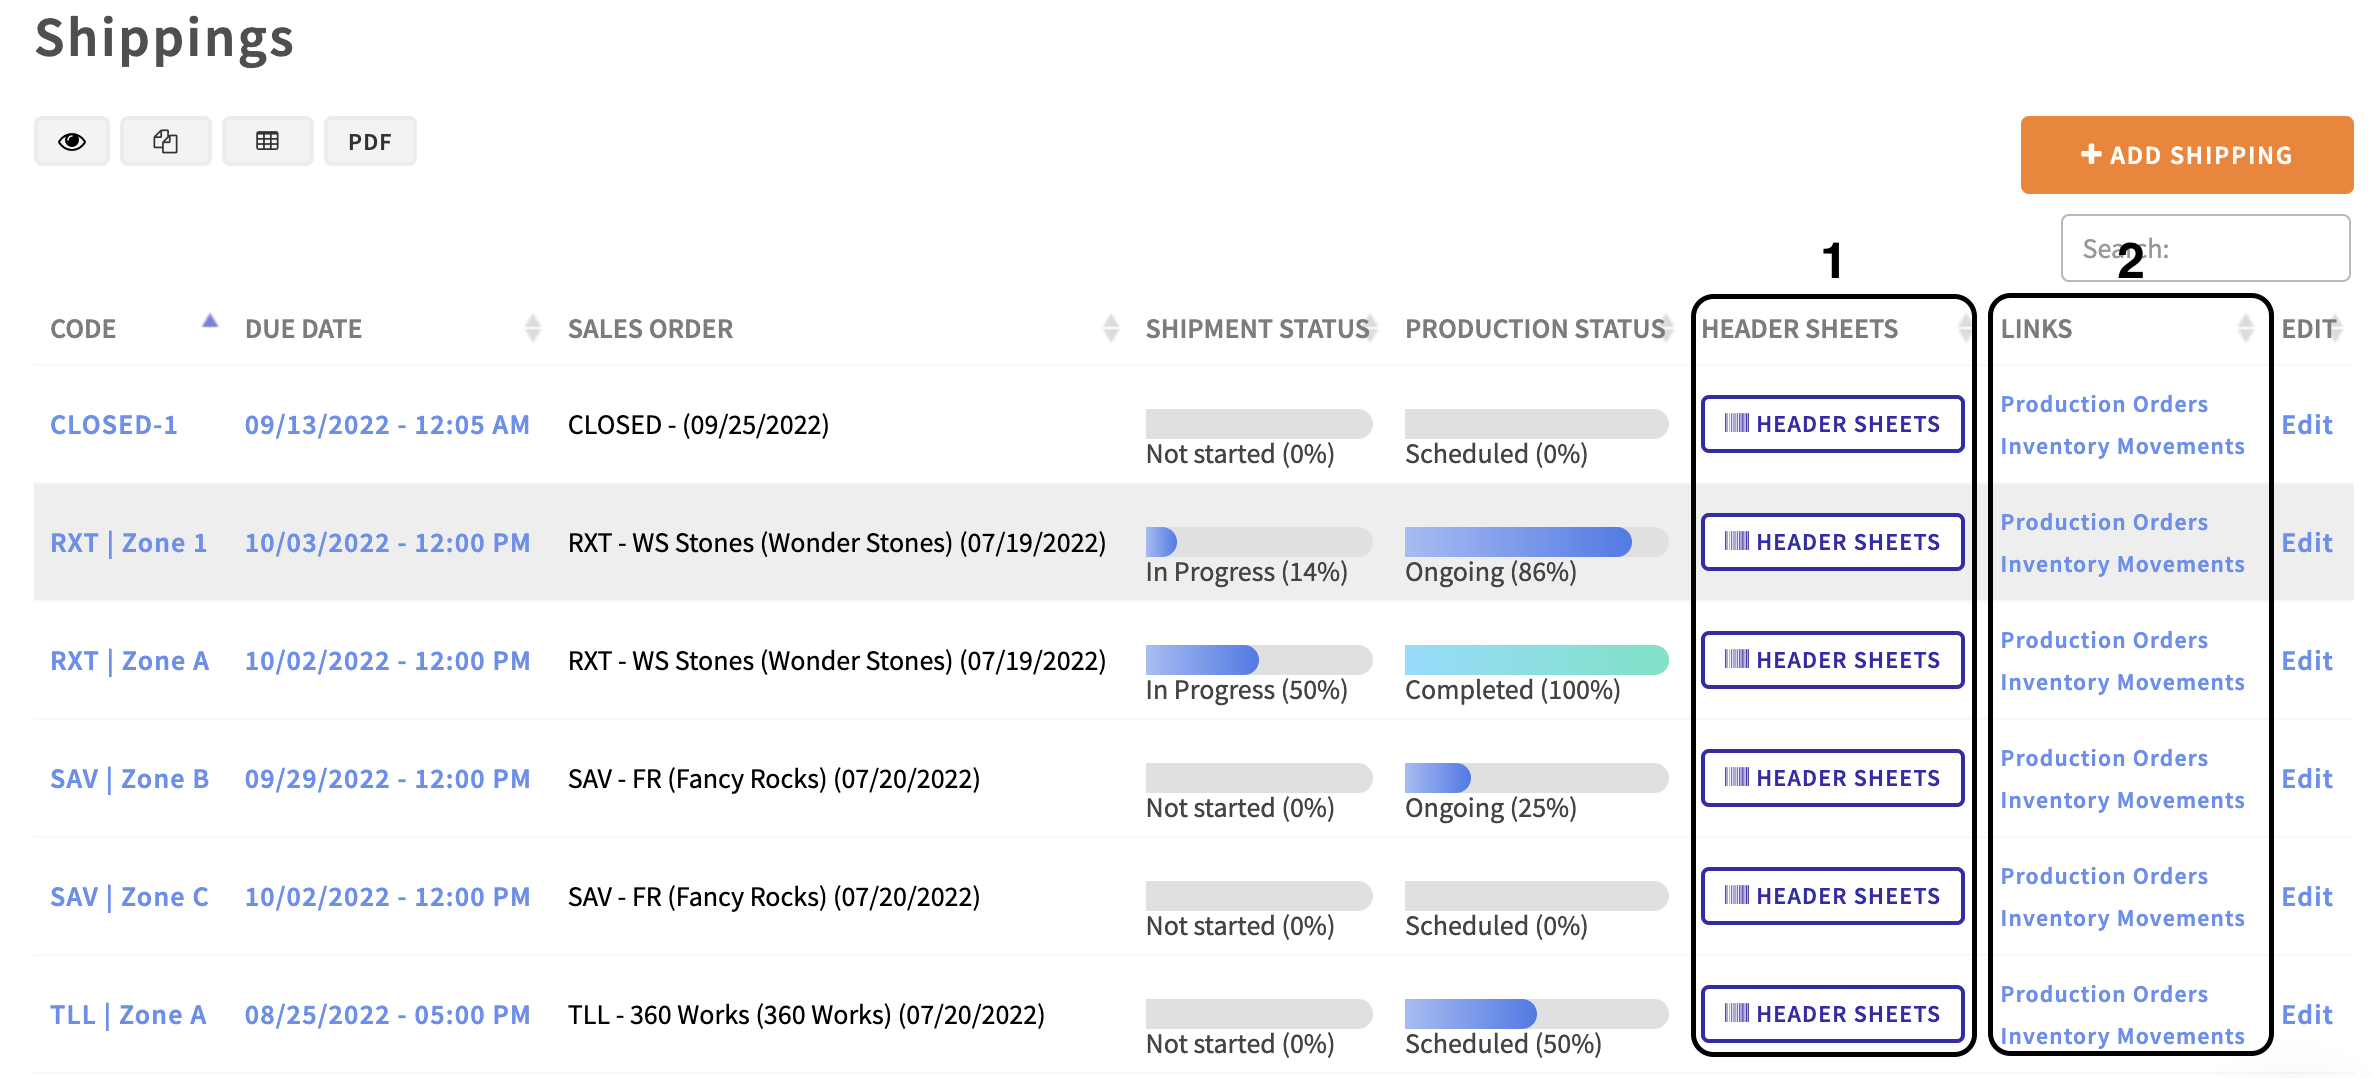 Shippings
PDF
+ ADD SHIPPING
Search:
1
2
CODE DUE DATE SALES ORDER SHIPMENT STATUS PRODUCTION STATUS HEADER SHEETS LINKS EDIT
CLOSED-1 09/13/2022 - 12:05 AM CLOSED - (09/25/2022) Not started (0%) Scheduled (0%) HEADER SHEETS Production Orders Inventory Movements Edit
RXT | Zone 1 10/03/2022 - 12:00 PM RXT - WS Stones (Wonder Stones) (07/19/2022) In Progress (14%) Ongoing (86%) HEADER SHEETS Production Orders Inventory Movements Edit
RXT | Zone A 10/02/2022 - 12:00 PM RXT - WS Stones (Wonder Stones) (07/19/2022) In Progress (50%) Completed (100%) HEADER SHEETS Production Orders Inventory Movements Edit
SAV | Zone B 09/29/2022 - 12:00 PM SAV - FR (Fancy Rocks) (07/20/2022) Not started (0%) Ongoing (25%) HEADER SHEETS Production Orders Inventory Movements Edit
SAV | Zone C 10/02/2022 - 12:00 PM SAV - FR (Fancy Rocks) (07/20/2022) Not started (0%) Scheduled (0%) HEADER SHEETS Production Orders Inventory Movements Edit
TLL | Zone A 08/25/2022 - 05:00 PM TLL - 360 Works (360 Works) (07/20/2022) Not started (0%) Scheduled (50%) HEADER SHEETS Production Orders Inventory Movements Edit